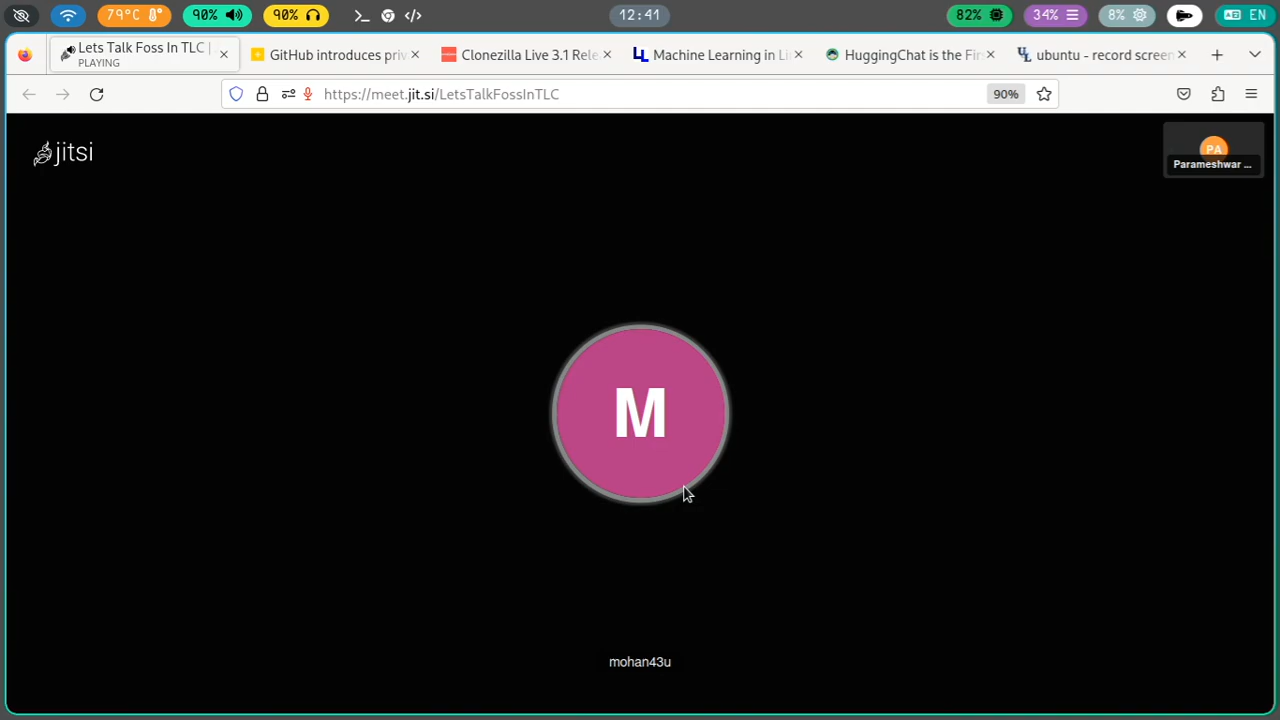 79°C 90% 90% 12:41 82% 34% 8% EN
Lets Talk Foss In TLC | GitHub introduces priv Clonezilla Live 3.1 Rele Machine Learning in Li HuggingChat is the Fir ubuntu - record screen
PLAYING
https://meet.jit.si/LetsTalkFossInTLC 90%
jitsi
PA
Parameshwar ...
M
mohan43u